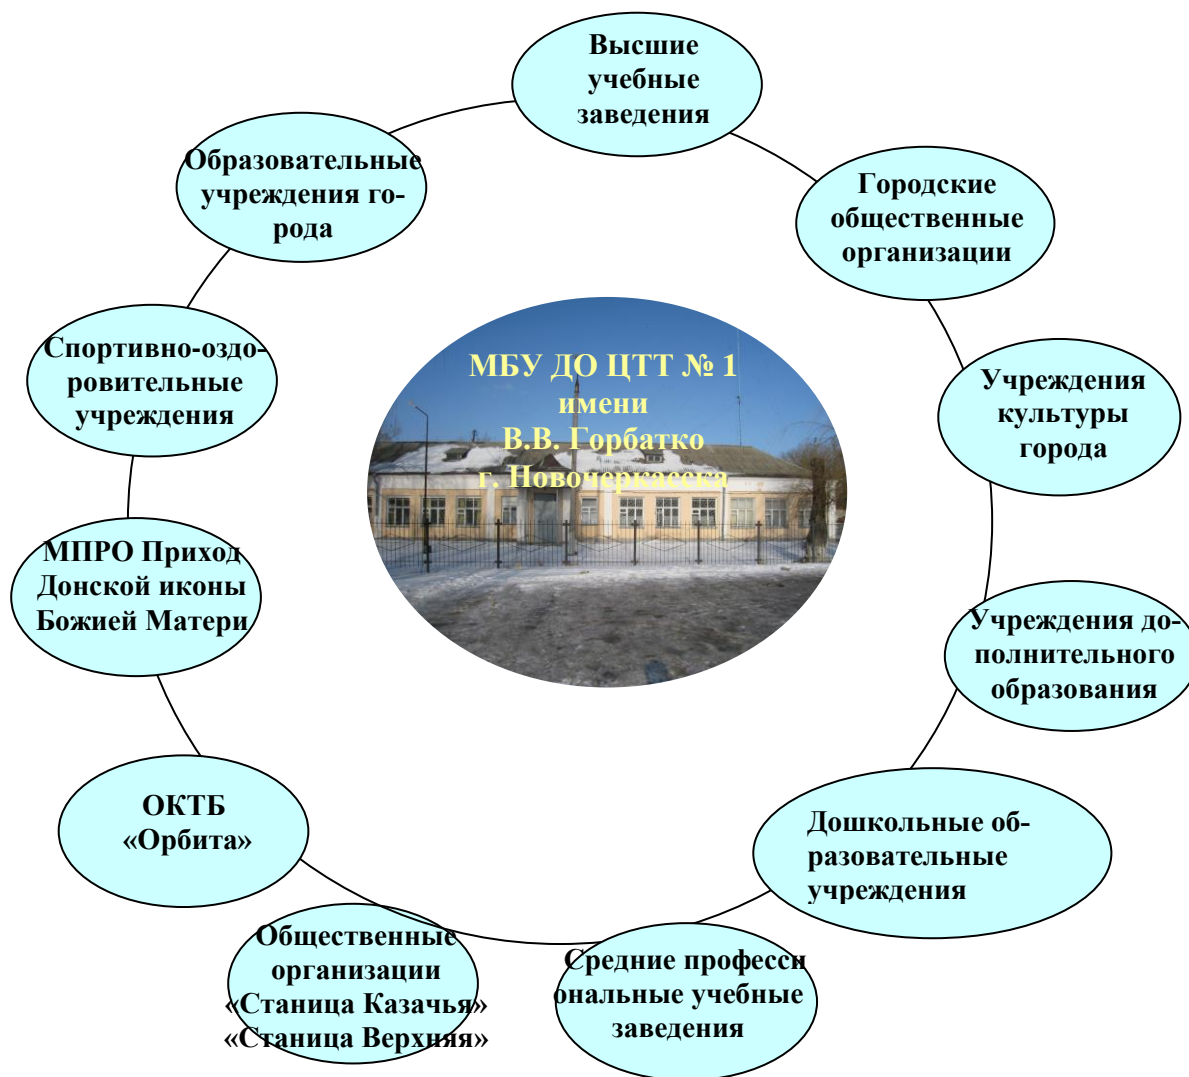 Высшие
учебные
заведения
Образовательные
учреждения го-
рода
Городские
общественные
организации
Спортивно-оздо-
ровительные
учреждения
МБУ ДО ЦТТ № 1
имени
В.В. Горбатко
г. Новочеркасска
Учреждения
культуры
города
МПРО Приход
Донской иконы
Божией Матери
Учреждения до-
полнительного
образования
ОКТБ
«Орбита»
Дошкольные об-
разовательные
учреждения
Общественные
организации
«Станица Казачья»
«Станица Верхняя»
Средние професси
ональные учебные
заведения